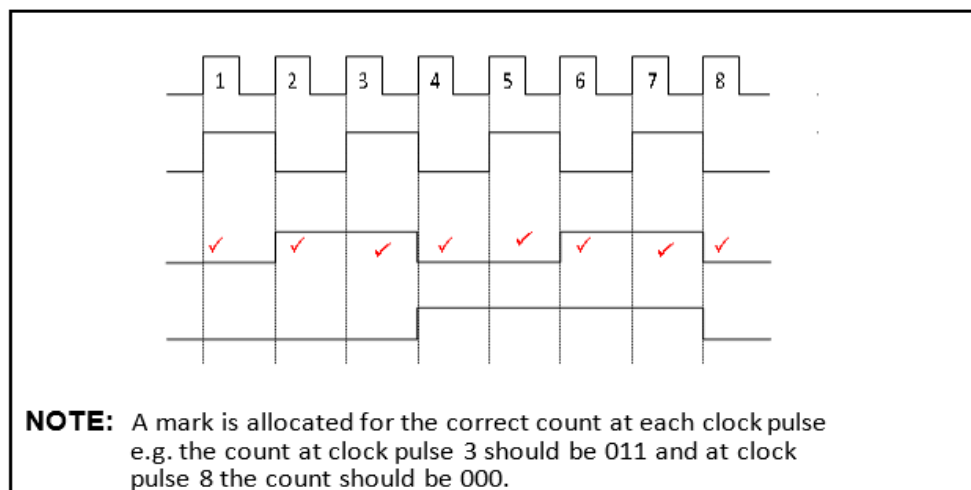 1 2 3 4 5 6 7 8
NOTE: A mark is allocated for the correct count at each clock pulse
e.g. the count at clock pulse 3 should be 011 and at clock
pulse 8 the count should be 000.